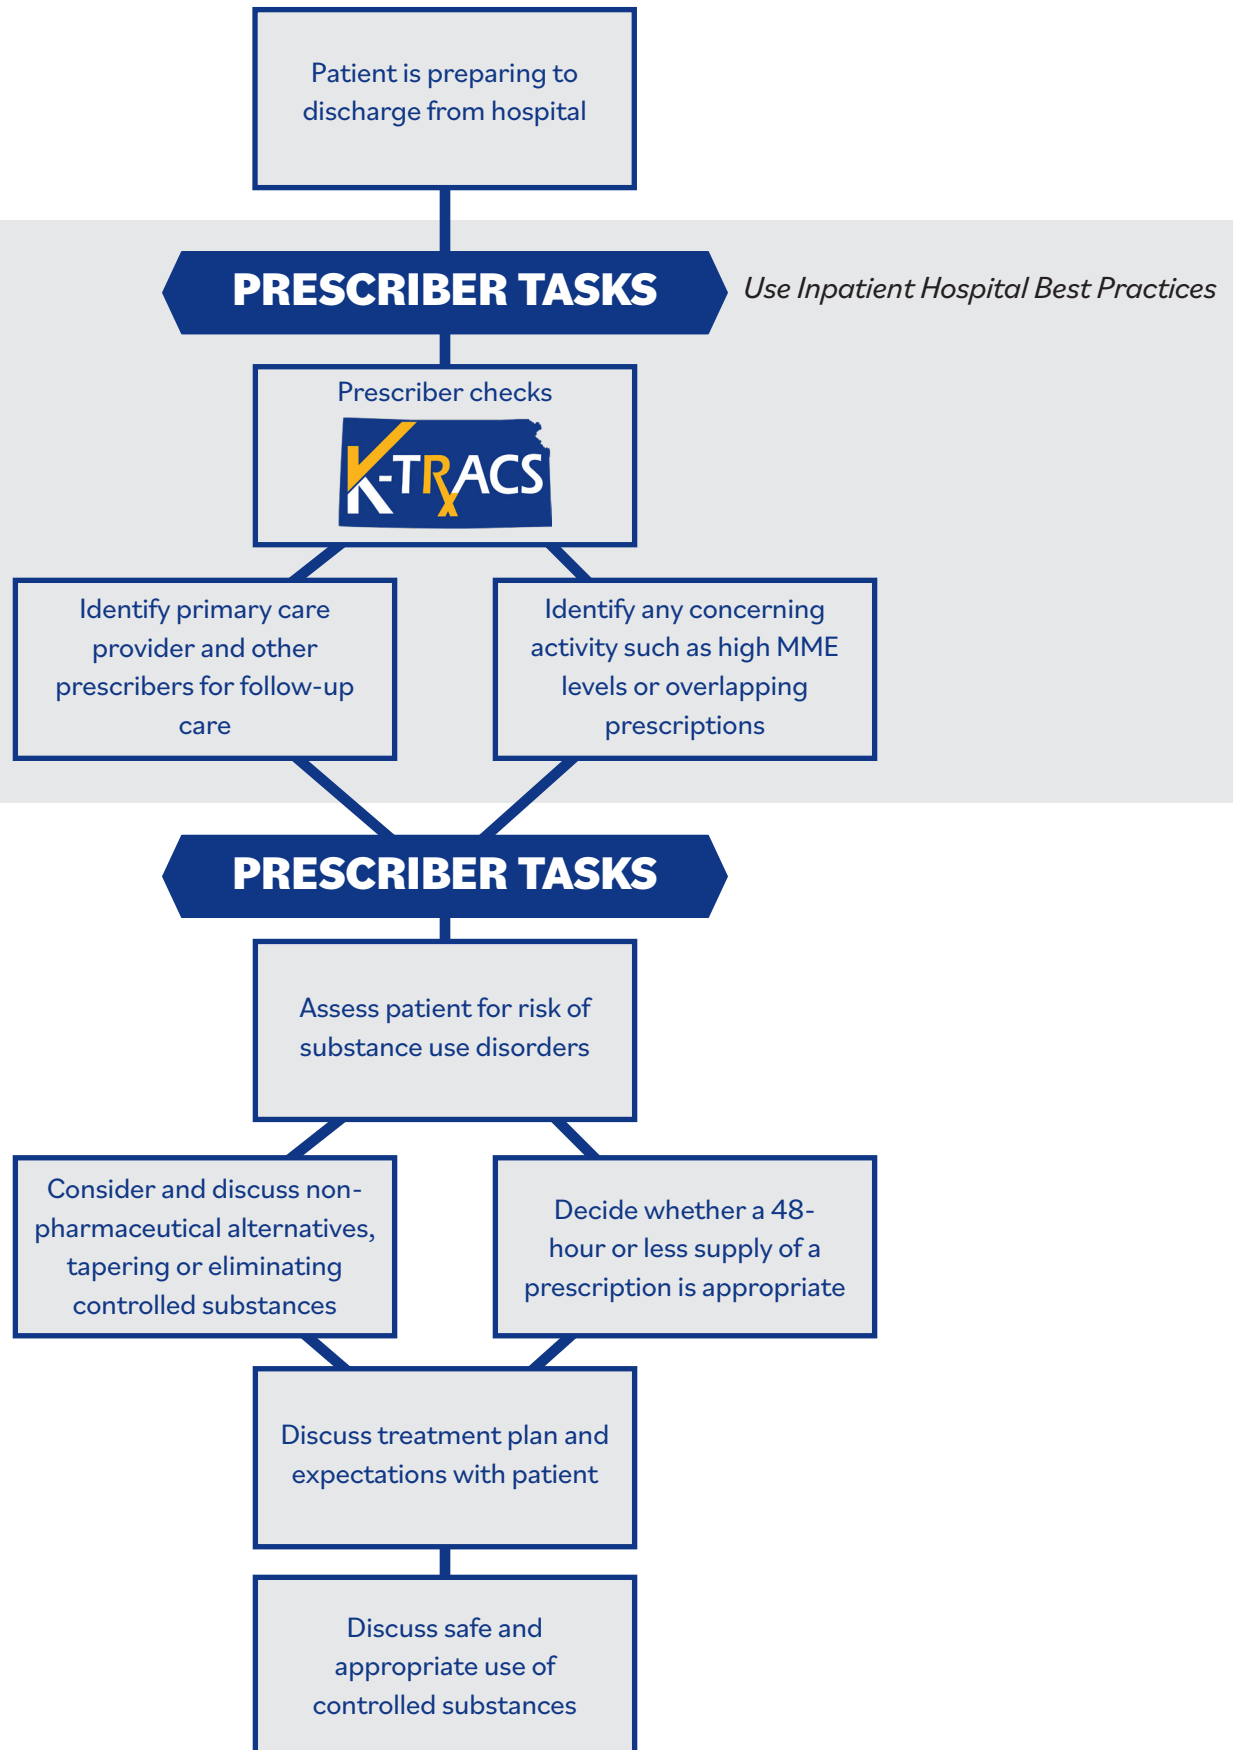 Patient is preparing to
discharge from hospital
PRESCRIBER TASKS
Use Inpatient Hospital Best Practices
Prescriber checks
K-TRxACS
Identify primary care
provider and other
prescribers for follow-up
care
Identify any concerning
activity such as high MME
levels or overlapping
prescriptions
PRESCRIBER TASKS
Assess patient for risk of
substance use disorders
Consider and discuss non-
pharmaceutical alternatives,
tapering or eliminating
controlled substances
Decide whether a 48-
hour or less supply of a
prescription is appropriate
Discuss treatment plan and
expectations with patient
Discuss safe and
appropriate use of
controlled substances